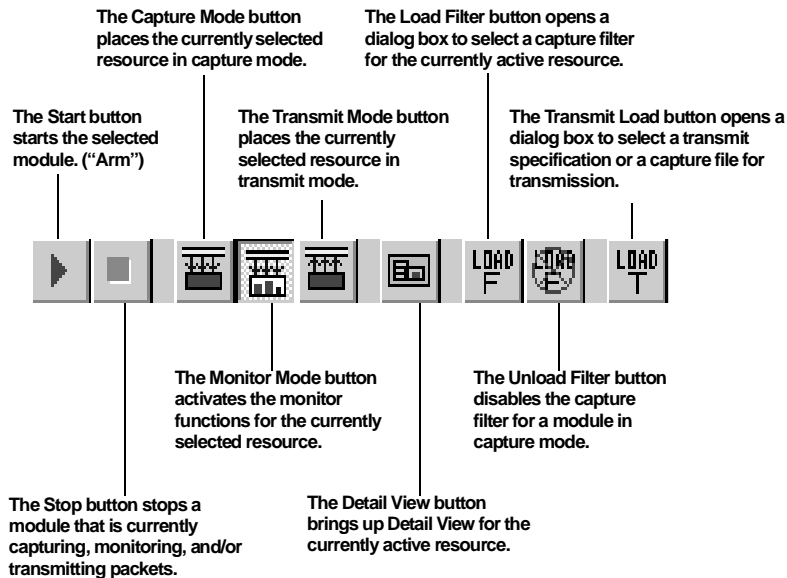 The Capture Mode button
places the currently selected
resource in capture mode.
The Load Filter button opens a
dialog box to select a capture filter
for the currently active resource.
The Start button
starts the selected
module. (“Arm”)
The Transmit Mode button
places the currently
selected resource in
transmit mode.
The Transmit Load button opens a
dialog box to select a transmit
specification or a capture file for
transmission.
LOAD
F
LOAD
F
LOAD
T
The Monitor Mode button
activates the monitor
functions for the currently
selected resource.
The Unload Filter button
disables the capture
filter for a module in
capture mode.
The Stop button stops a
module that is currently
capturing, monitoring, and/or
transmitting packets.
The Detail View button
brings up Detail View for the
currently active resource.